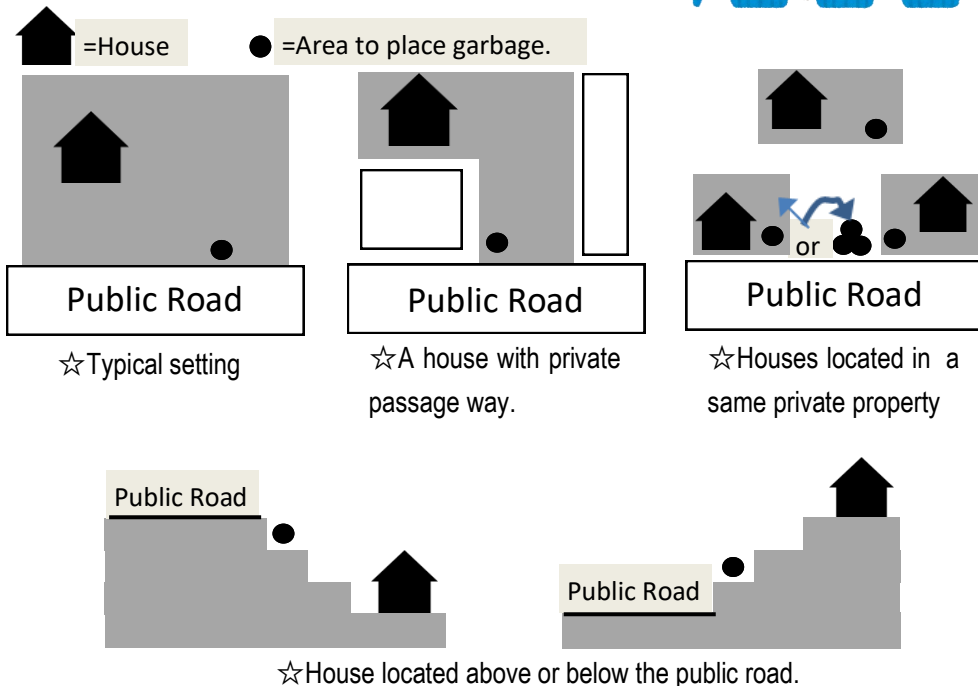 =House
=Area to place garbage.
or
Public Road
Public Road
Public Road
☆Typical setting
☆A house with private
passage way.
☆Houses located in a
same private property
Public Road
Public Road
☆House located above or below the public road.